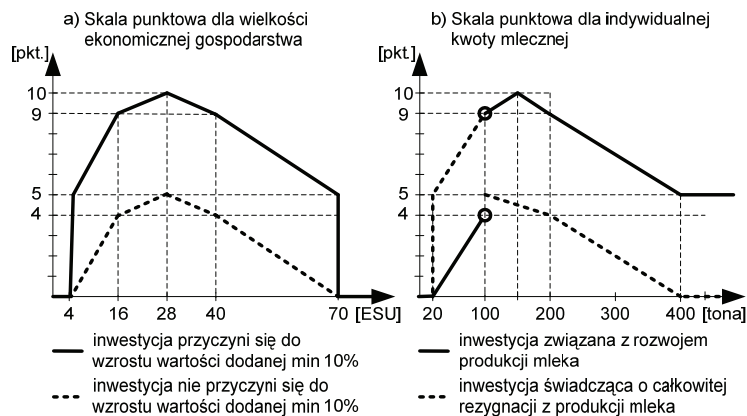 a) Skala punktowa dla wielkości
ekonomicznej gospodarstwa
[pkt.]
10
9
5
4
4 16 28 40 70 [ESU]
inwestycja przyczyni się do
wzrostu wartości dodanej min 10%
inwestycja nie przyczyni się do
wzrostu wartości dodanej min 10%
b) Skala punktowa dla indywidualnej
kwoty mlecznej
[pkt.]
10
9
5
4
20 100 200 300 400 [tona]
inwestycja związana z rozwojem
produkcji mleka
inwestycja świadcząca o całkowitej
rezygnacji z produkcji mleka